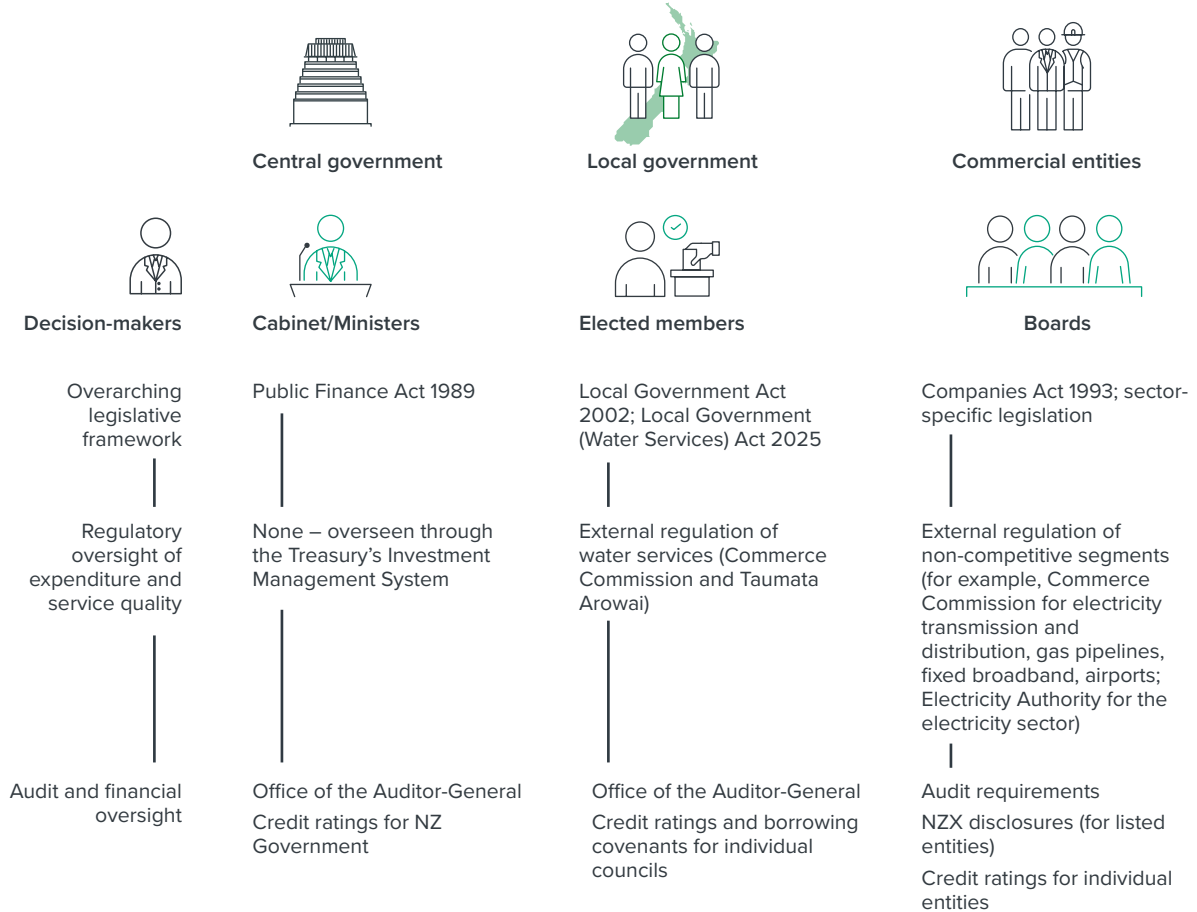 Central government
Local government
Commercial entities
Decision-makers
Cabinet/Ministers
Elected members
Boards
Overarching
legislative
framework
Public Finance Act 1989
Local Government Act
2002; Local Government
(Water Services) Act 2025
Companies Act 1993; sector-
specific legislation
Regulatory
oversight of
expenditure and
service quality
None – overseen through
the Treasury’s Investment
Management System
External regulation of
water services (Commerce
Commission and Taumata
Arowai)
External regulation of
non-competitive segments
(for example, Commerce
Commission for electricity
transmission and
distribution, gas pipelines,
fixed broadband, airports;
Electricity Authority for the
electricity sector)
Audit and financial
oversight
Office of the Auditor-General
Credit ratings for NZ
Government
Office of the Auditor-General
Credit ratings and borrowing
covenants for individual
councils
Audit requirements
NZX disclosures (for listed
entities)
Credit ratings for individual
entities